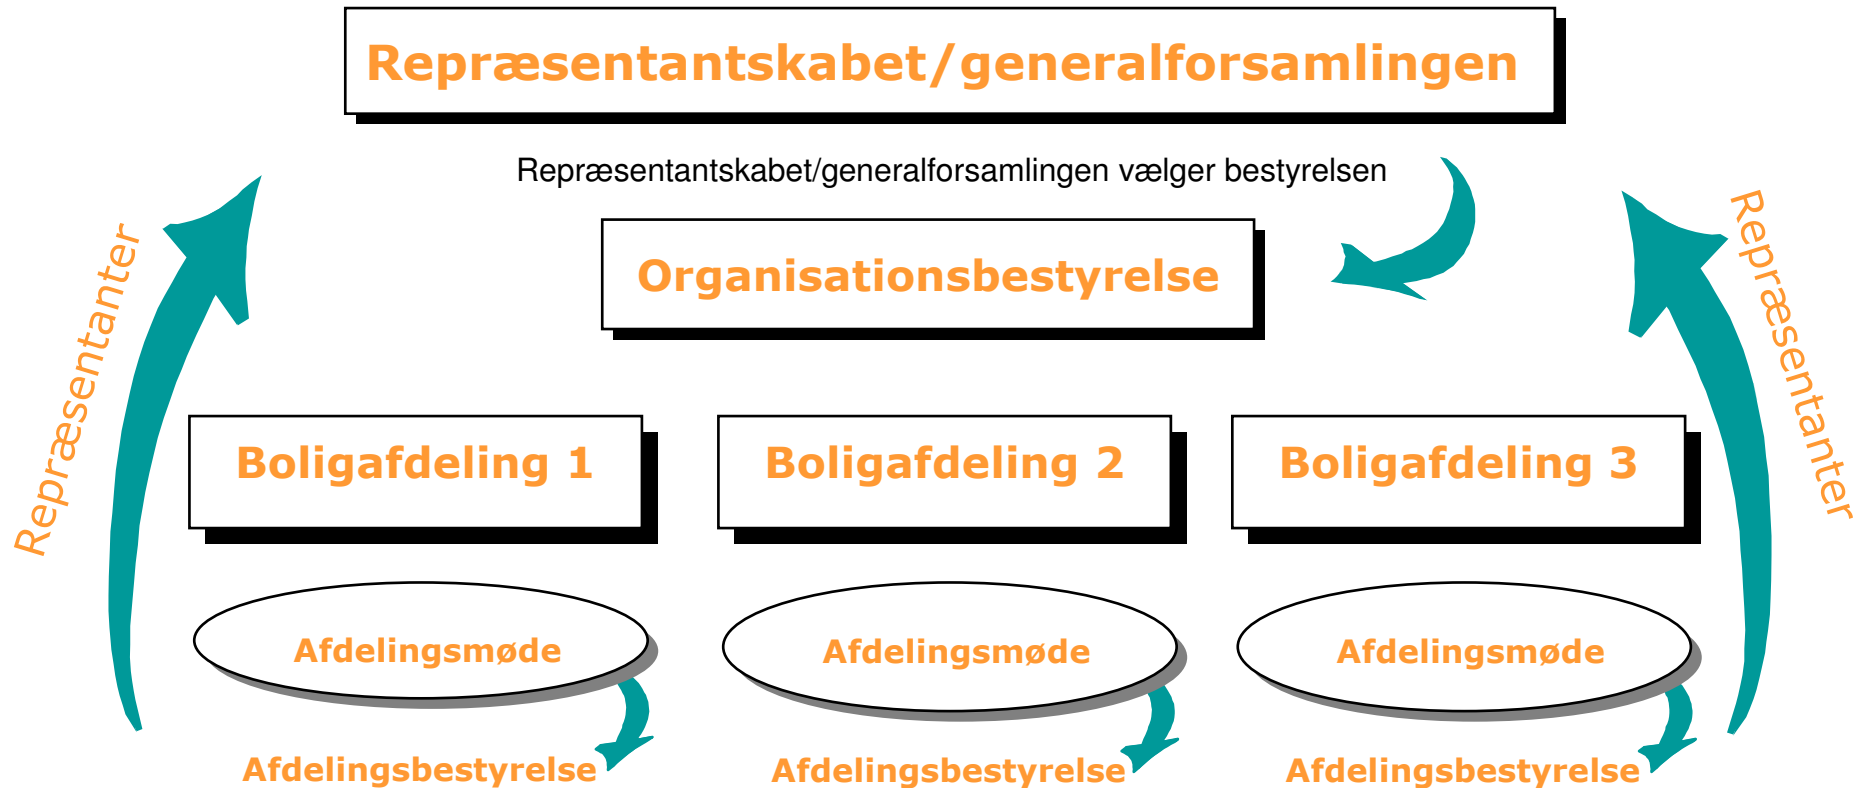 Repræsentantskabet/generalforsamlingen
Repræsentantskabet/generalforsamlingen vælger bestyrelsen
Repræsentanter
Repræsentanter
Organisationsbestyrelse
Boligafdeling 1
Boligafdeling 2
Boligafdeling 3
Afdelingsmøde
Afdelingsmøde
Afdelingsmøde
Afdelingsbestyrelse
Afdelingsbestyrelse
Afdelingsbestyrelse